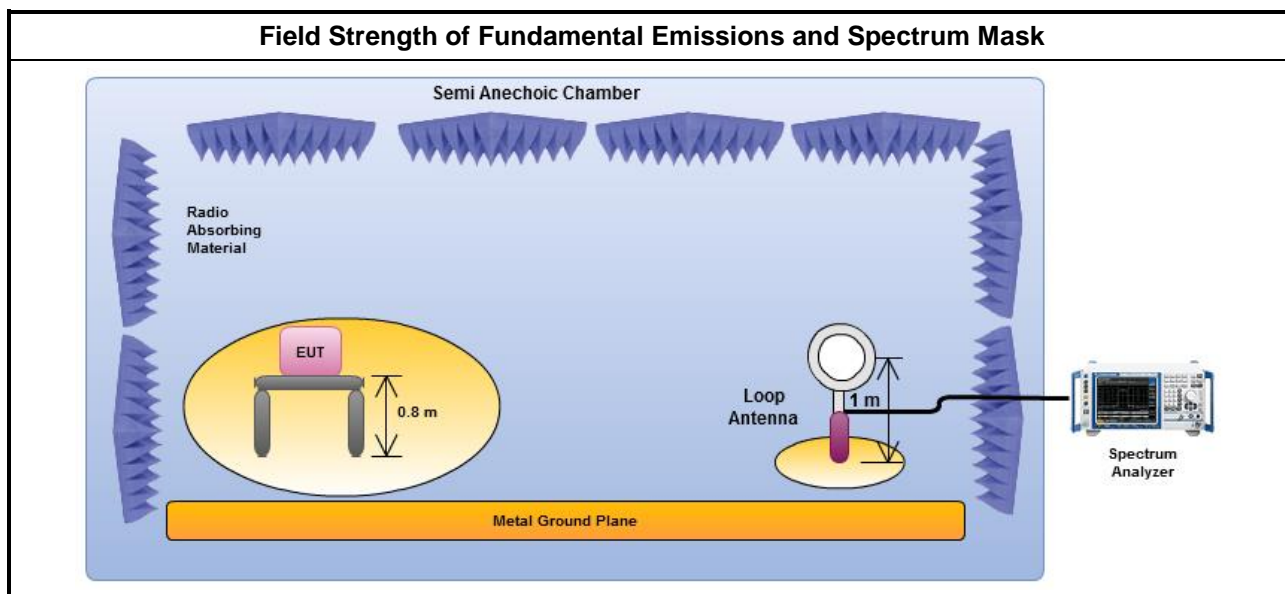 Field Strength of Fundamental Emissions and Spectrum Mask
Semi Anechoic Chamber
Radio
Absorbing
Material
EUT
0.8 m
Loop
Antenna
1 m
Spectrum
Analyzer
Metal Ground Plane